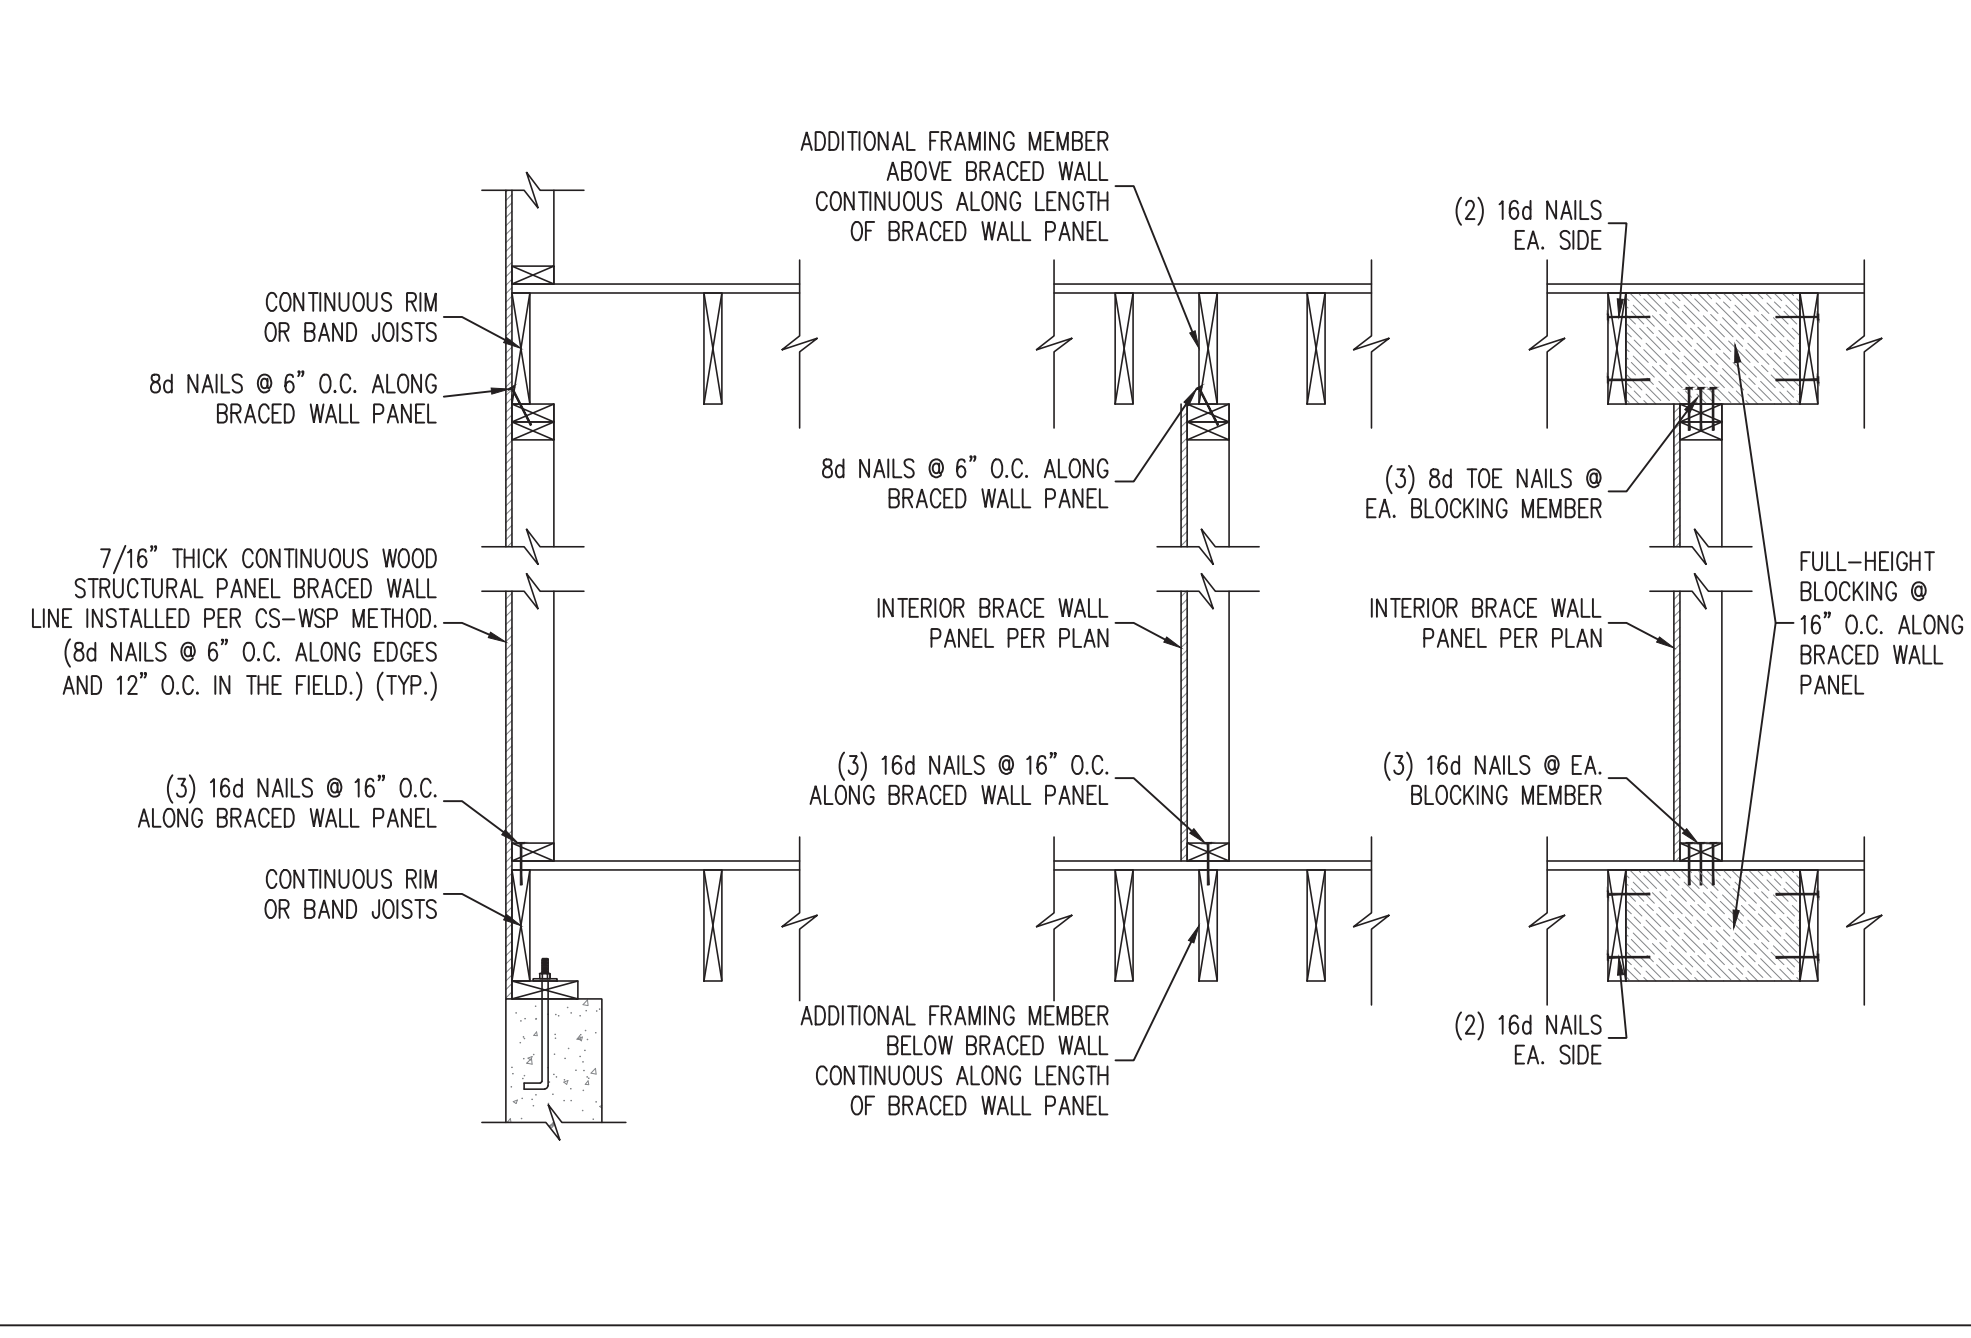 CONTINUOUS RIM
OR BAND JOISTS
8d NAILS @ 6” O.C. ALONG
BRACED WALL PANEL
7/16” THICK CONTINUOUS WOOD
STRUCTURAL PANEL BRACED WALL
LINE INSTALLED PER CS-WSP METHOD.
(8d NAILS @ 6” O.C. ALONG EDGES
AND 12” O.C. IN THE FIELD.) (TYP.)
(3) 16d NAILS @ 16” O.C.
ALONG BRACED WALL PANEL
CONTINUOUS RIM
OR BAND JOISTS
ADDITIONAL FRAMING MEMBER
ABOVE BRACED WALL
CONTINUOUS ALONG LENGTH
OF BRACED WALL PANEL
8d NAILS @ 6” O.C. ALONG
BRACED WALL PANEL
INTERIOR BRACE WALL
PANEL PER PLAN
(3) 16d NAILS @ 16” O.C.
ALONG BRACED WALL PANEL
ADDITIONAL FRAMING MEMBER
BELOW BRACED WALL
CONTINUOUS ALONG LENGTH
OF BRACED WALL PANEL
(2) 16d NAILS
EA. SIDE
(3) 8d TOE NAILS @
EA. BLOCKING MEMBER
INTERIOR BRACE WALL
PANEL PER PLAN
(3) 16d NAILS @ EA.
BLOCKING MEMBER
(2) 16d NAILS
EA. SIDE
FULL-HEIGHT
BLOCKING @
16” O.C. ALONG
BRACED WALL
PANEL